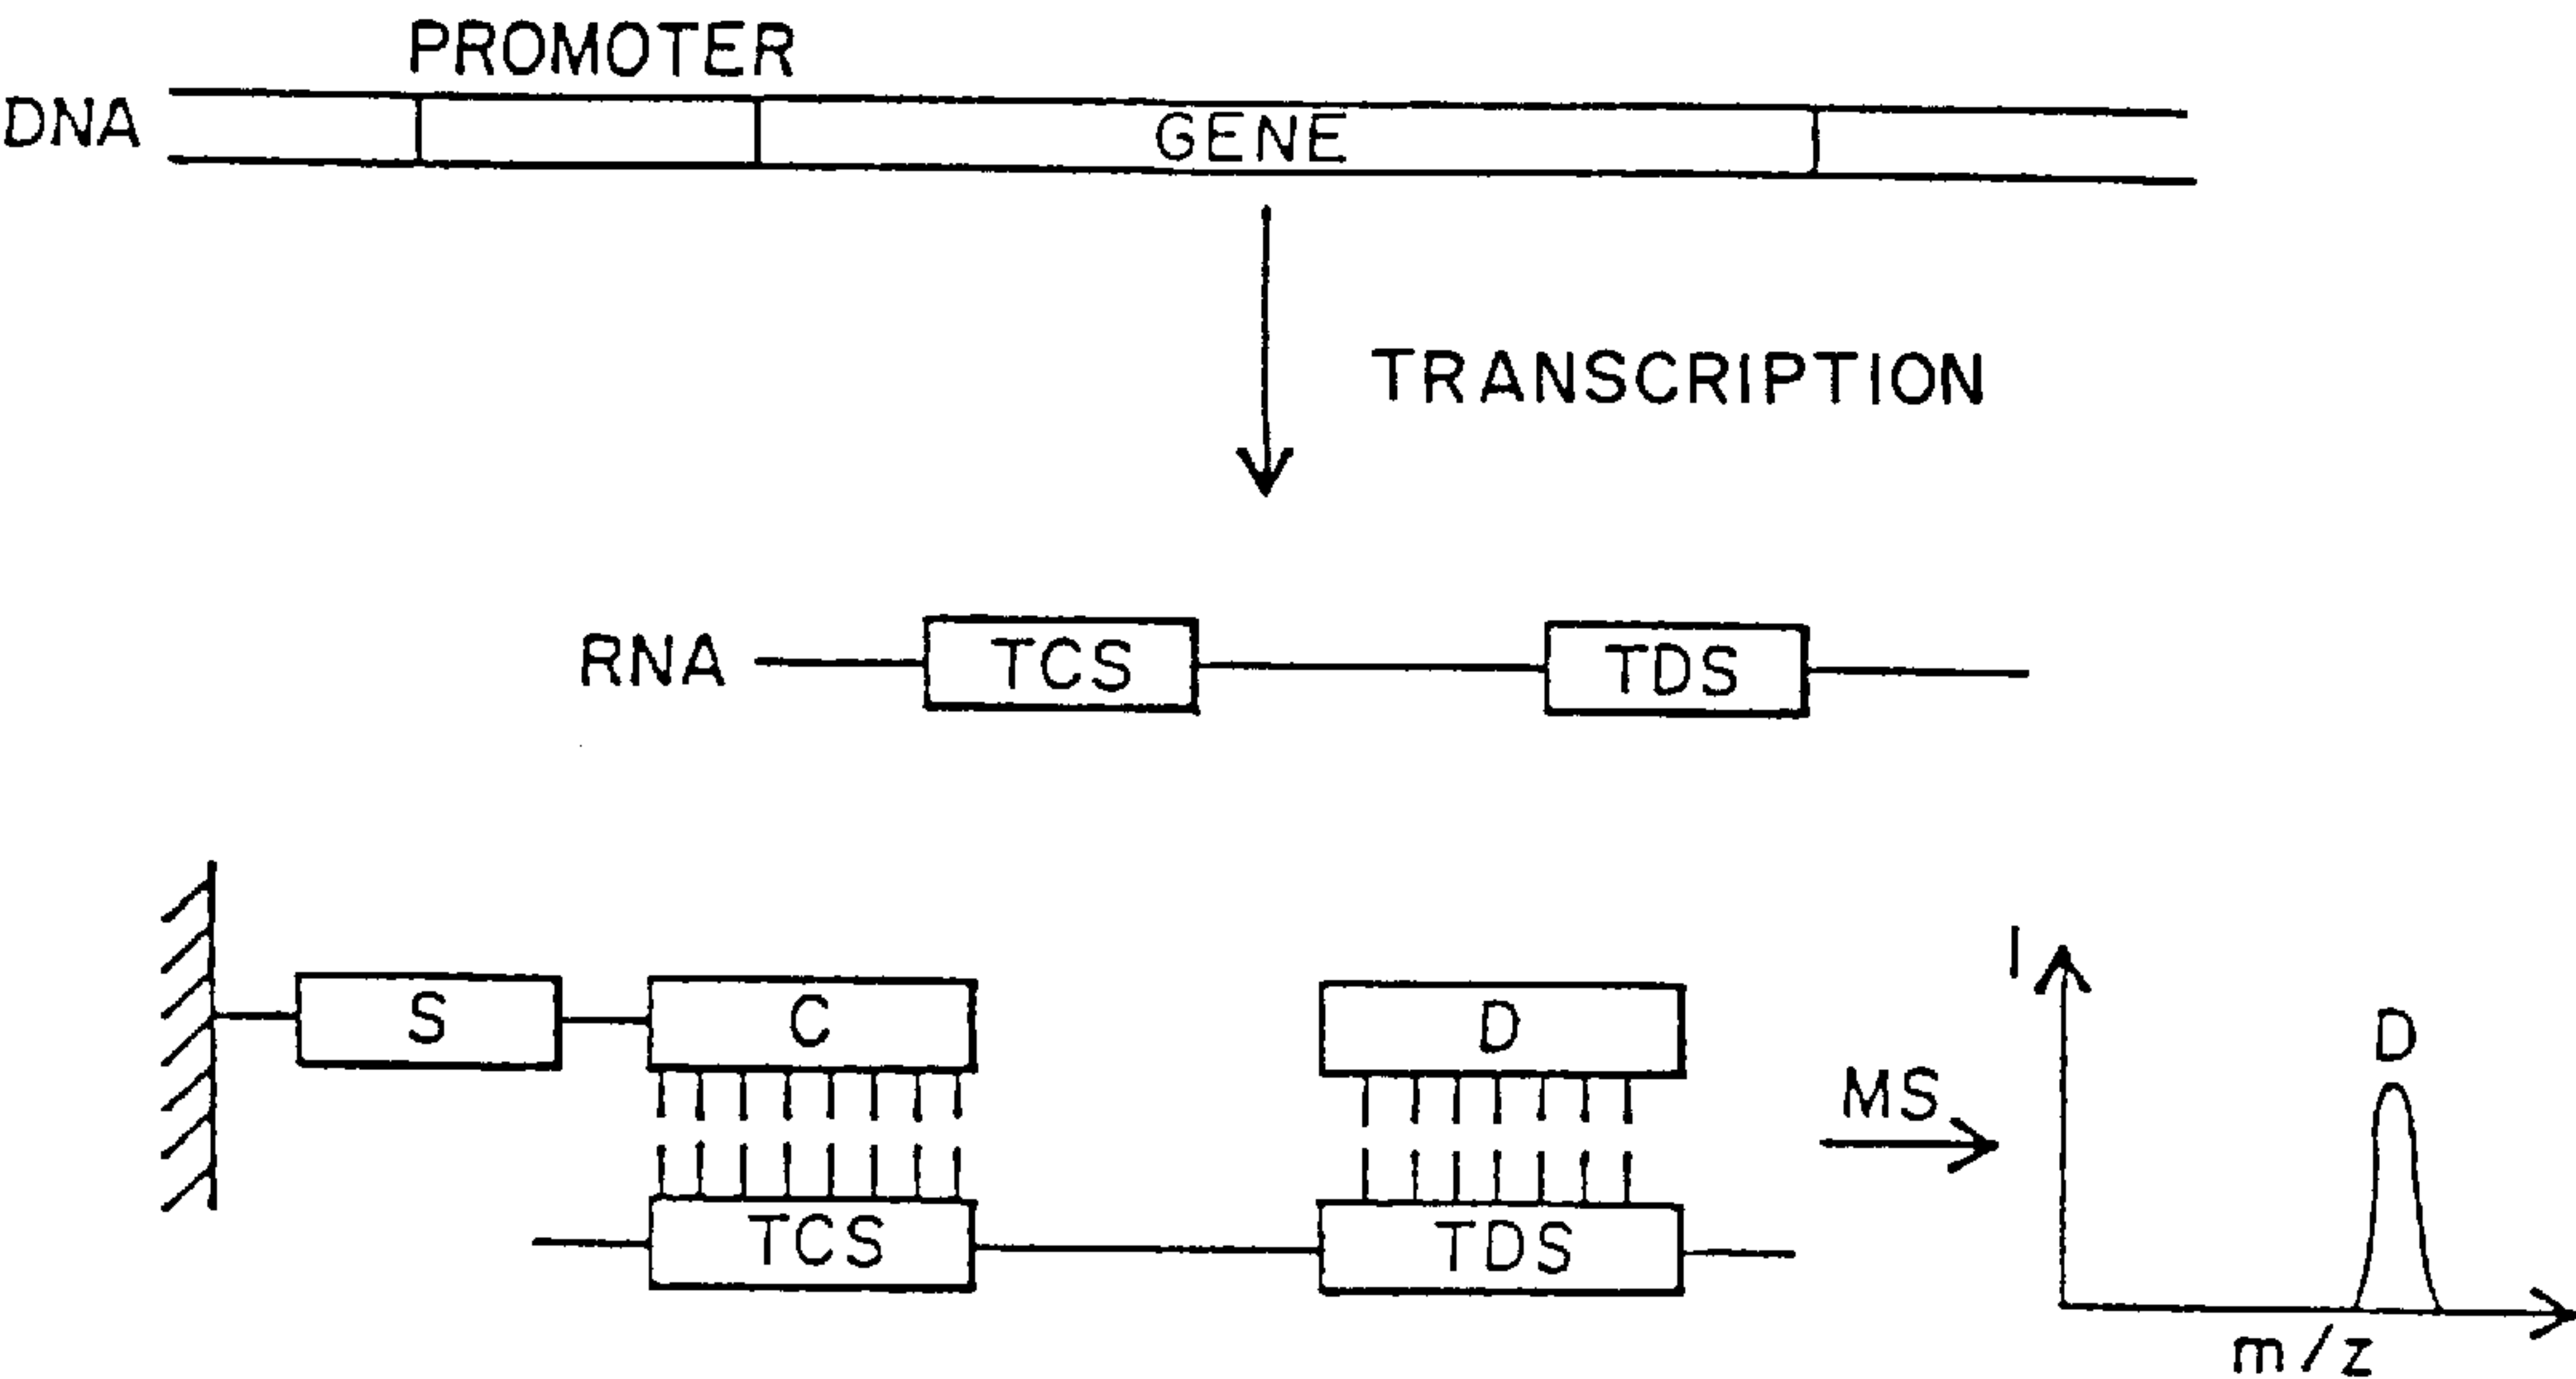 PROMOTER
DNA
GENE
TRANSCRIPTION
RNA
TCS
TDS
S
C
D
TCS
TDS
MS
I
D
m/z